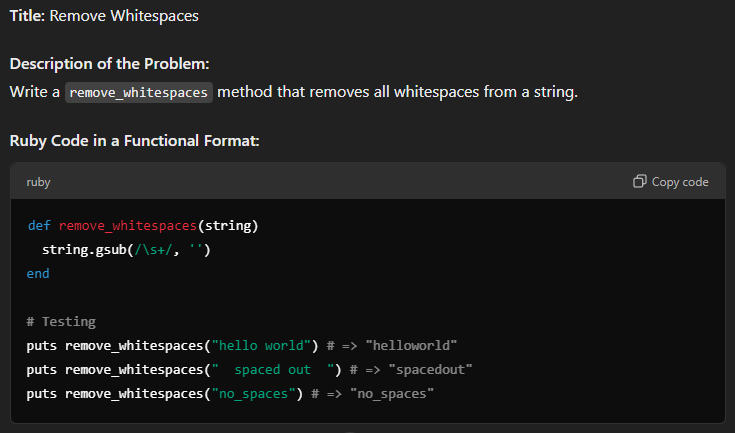 Title: Remove Whitespaces
Description of the Problem:
Write a remove_whitespaces method that removes all whitespaces from a string.
Ruby Code in a Functional Format:
ruby Copy code
def remove_whitespaces(string)
  string.gsub(/\s+/, '')
end
# Testing
puts remove_whitespaces("hello world") # => "helloworld"
puts remove_whitespaces("  spaced out  ") # => "spacedout"
puts remove_whitespaces("no_spaces") # => "no_spaces"